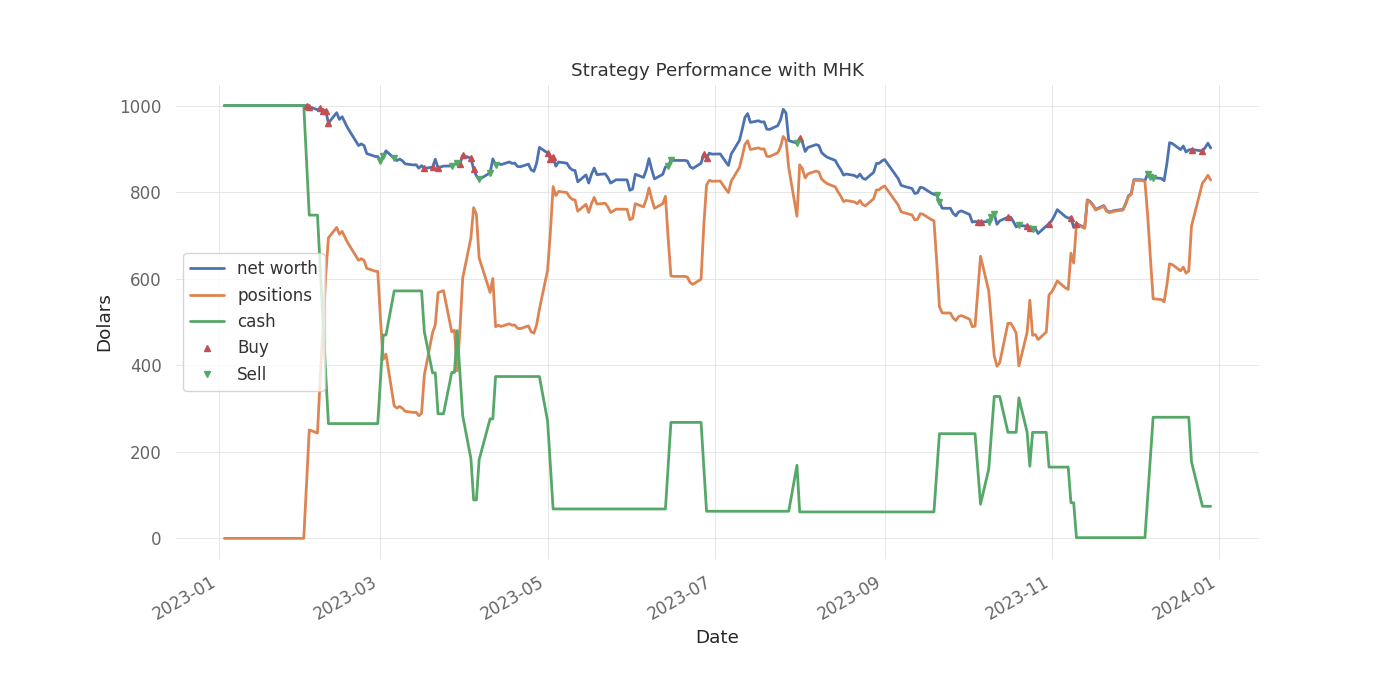 Strategy Performance with MHK
1000
800
600
400
200
0
Dolars
net worth
positions
cash
Buy
Sell
2023-01
2023-03
2023-05
2023-07
2023-09
2023-11
2024-01
Date